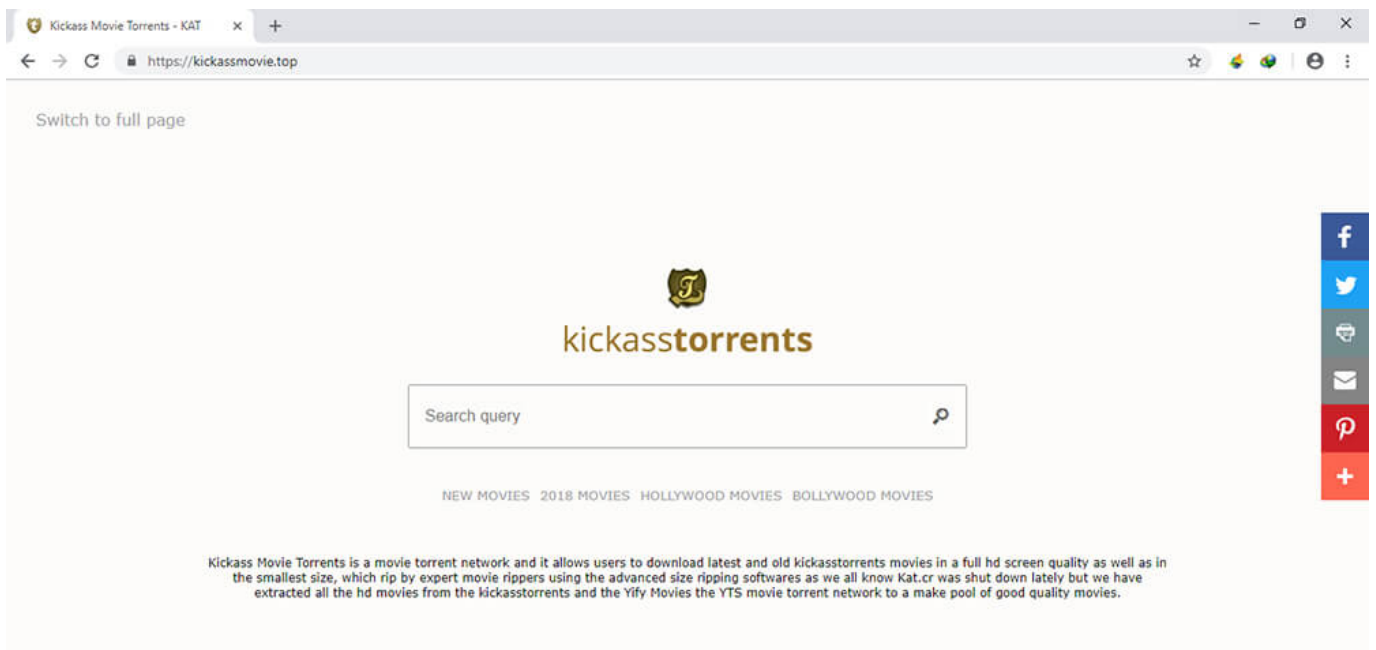 Kickass Movie Torrents - KAT
https://kickassmovie.top
Switch to full page
kickasstorrents
Search query
NEW MOVIES 2018 MOVIES HOLLYWOOD MOVIES BOLLYWOOD MOVIES
Kickass Movie Torrents is a movie torrent network and it allows users to download latest and old kickasstorrents movies in a full hd screen quality as well as in
the smallest size, which rip by expert movie rippers using the advanced size ripping softwares as we all know Kat.cr was shut down lately but we have
extracted all the hd movies from the kickasstorrents and the Yify Movies the YTS movie torrent network to a make pool of good quality movies.